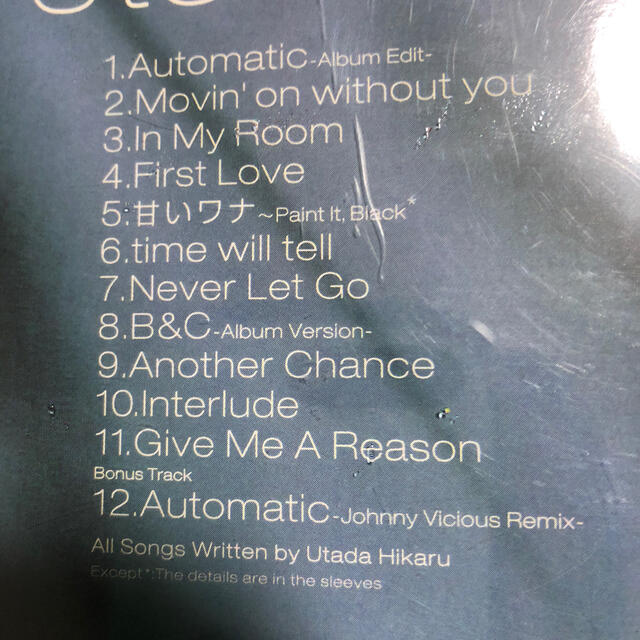 1.Automatic-Album Edit-
2.Movin' on without you
3.In My Room
4.First Love
5.甘いワナ~Paint It, Black*
6.time will tell
7.Never Let Go
8.B&C-Album Version-
9.Another Chance
10.Interlude
11.Give Me A Reason
Bonus Track
12.Automatic-Johnny Vicious Remix-
All Songs Written by Utada Hikaru
Except*:The details are in the sleeves